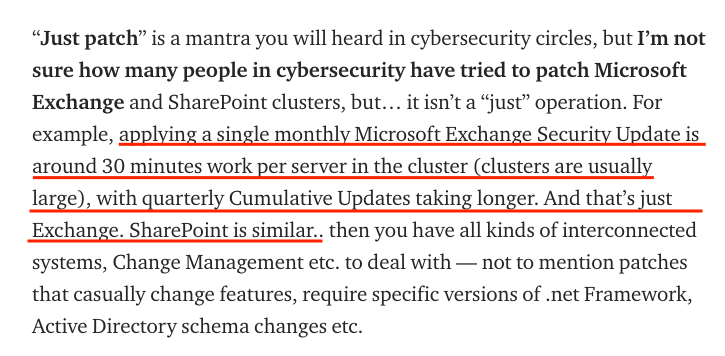 “Just patch” is a mantra you will heard in cybersecurity circles, but I’m not
sure how many people in cybersecurity have tried to patch Microsoft
Exchange and SharePoint clusters, but… it isn’t a “just” operation. For
example, applying a single monthly Microsoft Exchange Security Update is
around 30 minutes work per server in the cluster (clusters are usually
large), with quarterly Cumulative Updates taking longer. And that’s just
Exchange. SharePoint is similar.. then you have all kinds of interconnected
systems, Change Management etc. to deal with — not to mention patches
that casually change features, require specific versions of .net Framework,
Active Directory schema changes etc.